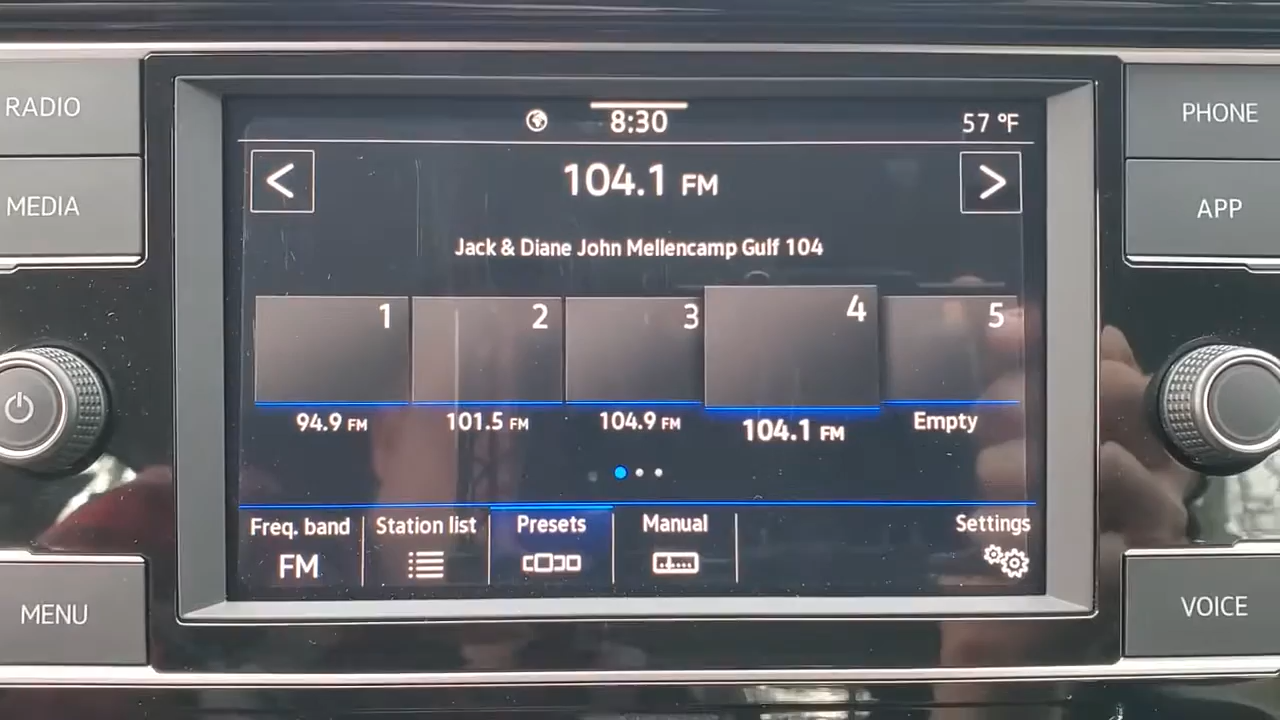 RADIO
MEDIA
MENU
8:30
57 °F
<
104.1 FM
>
Jack & Diane John Mellencamp Gulf 104
1
2
3
4
5
94.9 FM
101.5 FM
104.9 FM
104.1 FM
Empty
Freq. band
FM
Station list
Presets
Manual
Settings
PHONE
APP
VOICE